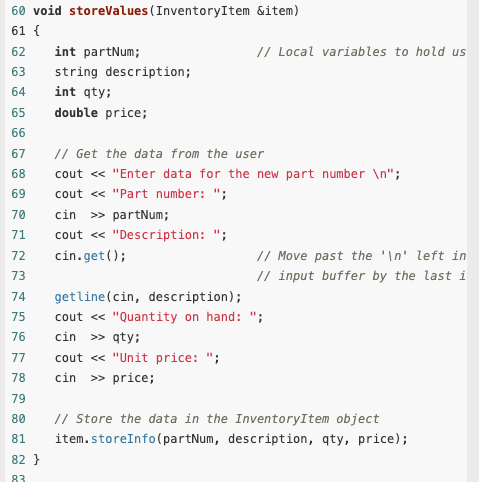 60 void storeValues(InventoryItem &item)
61 {
62    int partNum;                // Local variables to hold us
63    string description;
64    int qty;
65    double price;
66
67    // Get the data from the user
68    cout << "Enter data for the new part number \n";
69    cout << "Part number: ";
70    cin  >> partNum;
71    cout << "Description: ";
72    cin.get();                  // Move past the '\n' left in
73                                // input buffer by the last i
74    getline(cin, description);
75    cout << "Quantity on hand: ";
76    cin  >> qty;
77    cout << "Unit price: ";
78    cin  >> price;
79
80    // Store the data in the InventoryItem object
81    item.storeInfo(partNum, description, qty, price);
82 }
83